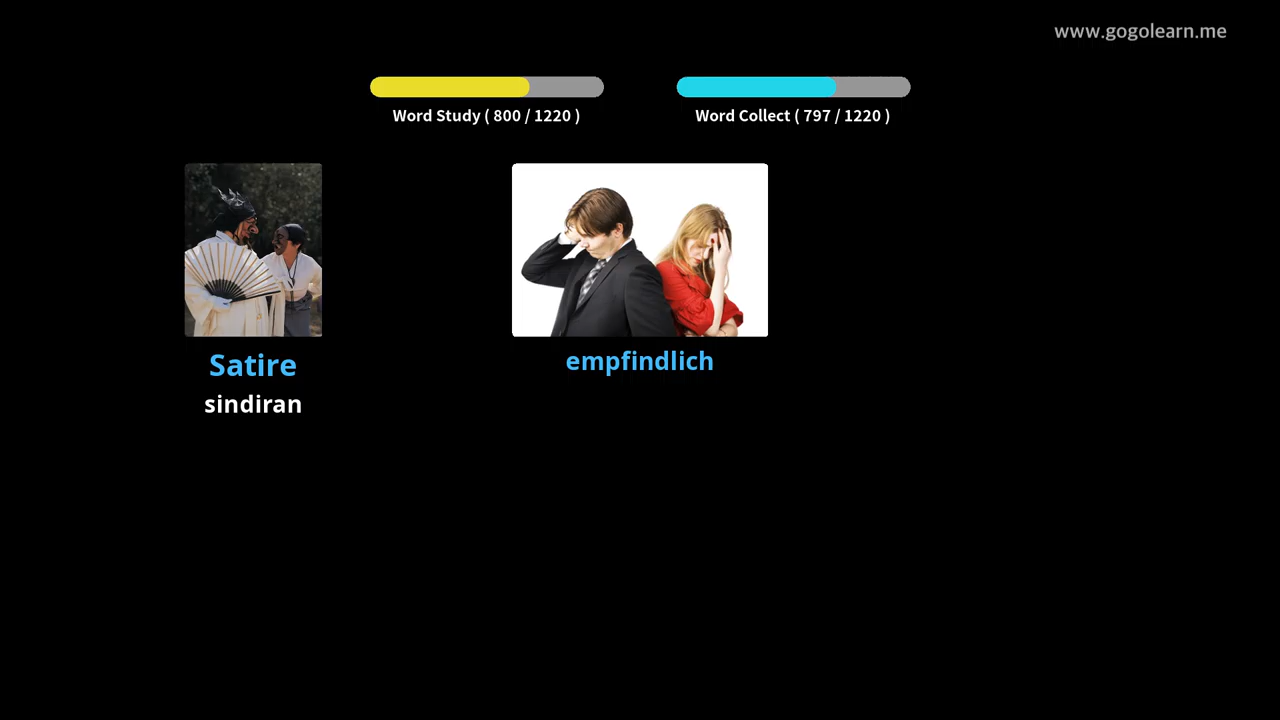 www.gogolearn.me
Word Study ( 800 / 1220 )
Word Collect ( 797 / 1220 )
Satire
sindiran
empfindlich